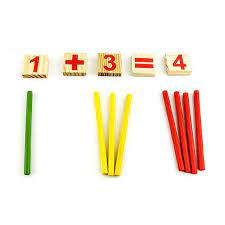 1 + 3 = 4